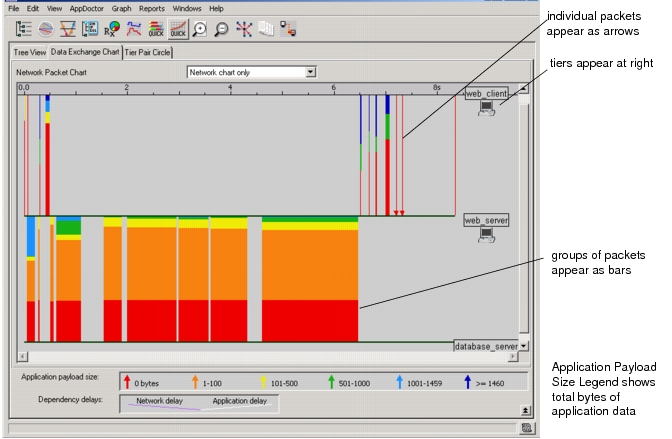 File Edit View AppDoctor Graph Reports Windows Help
individual packets
appear as arrows
QUICK QUICK
Tree View Data Exchange Chart Tier Pair Circle
tiers appear at right
Network Packet Chart Network chart only
0.0 2 4 6 8s
web_client
web_server
groups of packets
appear as bars
database_server
Application payload size: 0 bytes 1-100 101-500 501-1000 1001-1459 >= 1460
Dependency delays: Network delay Application delay
Application Payload
Size Legend shows
total bytes of
application data